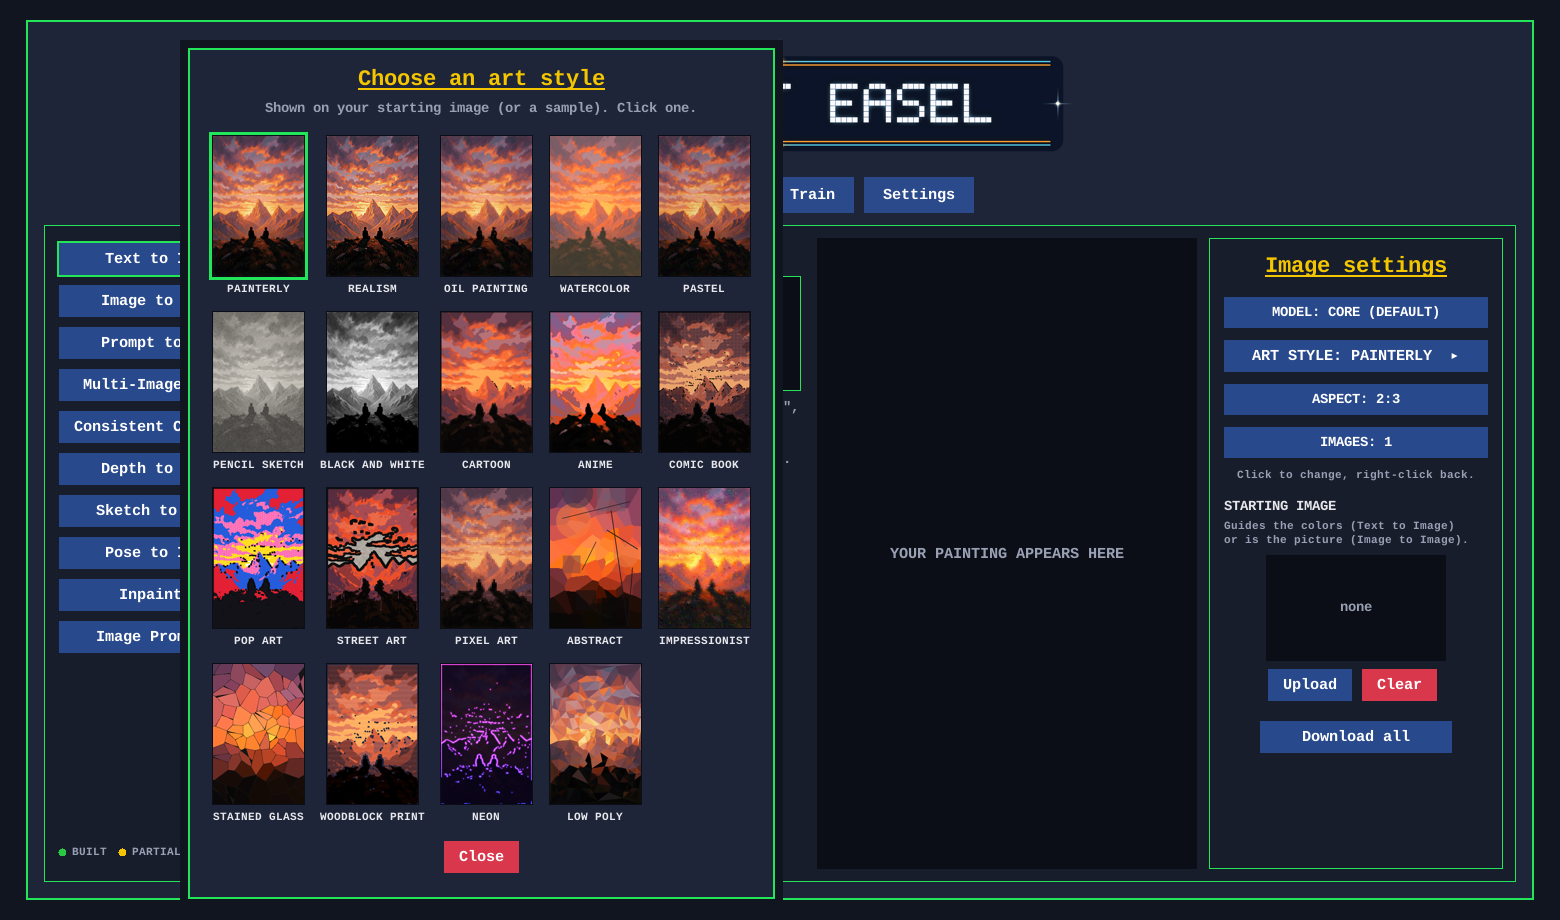 Choose an art style
Shown on your starting image (or a sample). Click one.
PAINTERLY
REALISM
OIL PAINTING
WATERCOLOR
PASTEL
PENCIL SKETCH
BLACK AND WHITE
CARTOON
ANIME
COMIC BOOK
POP ART
STREET ART
PIXEL ART
ABSTRACT
IMPRESSIONIST
STAINED GLASS
WOODBLOCK PRINT
NEON
LOW POLY
Close
EASEL
Train
Settings
Text to
Image to
Prompt to
Multi-Image
Consistent
Depth to
Sketch to
Pose to
Inpaint
Image
BUILT
PARTIAL
",
.
YOUR PAINTING APPEARS HERE
Image settings
MODEL: CORE (DEFAULT)
ART STYLE: PAINTERLY ▸
ASPECT: 2:3
IMAGES: 1
Click to change, right-click back.
STARTING IMAGE
Guides the colors (Text to Image)
or is the picture (Image to Image).
none
Upload
Clear
Download all